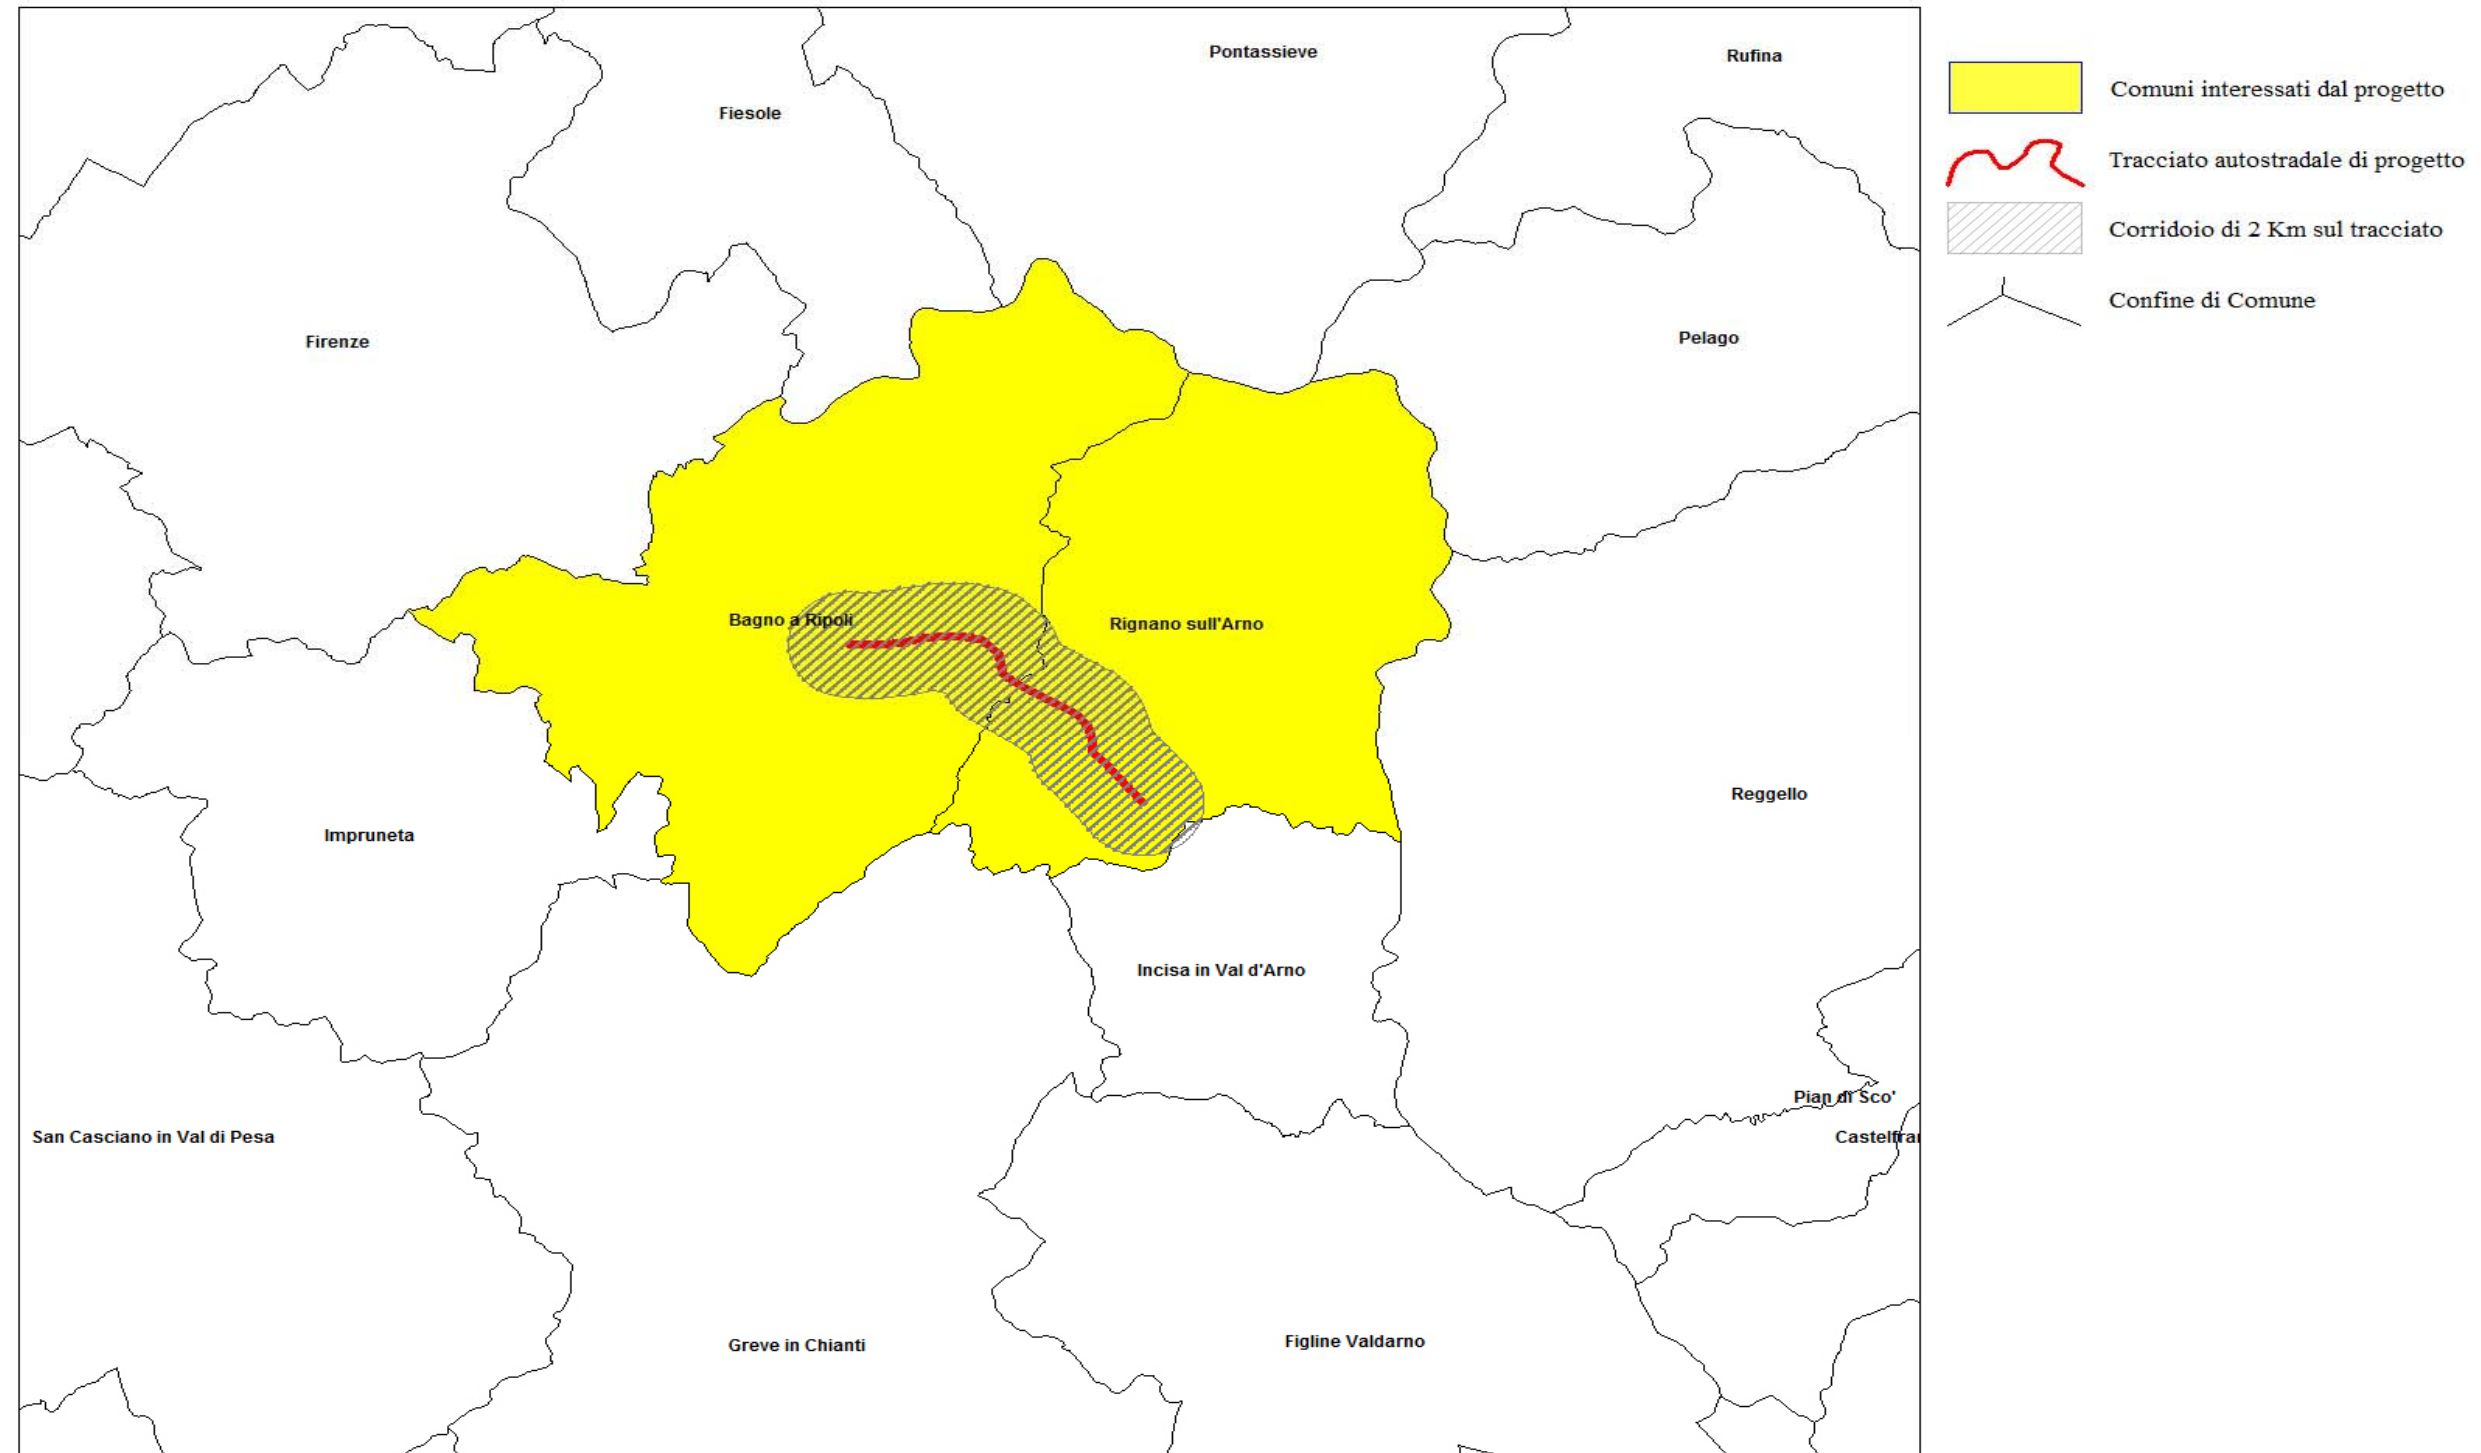 Pontassieve
Rufina
Fiesole
Firenze
Pelago
Bagno a Ripoli
Rignano sull'Arno
Reggello
Impruneta
Incisa in Val d'Arno
Pian di Sco'
San Casciano in Val di Pesa
Castelfra
Greve in Chianti
Figline Valdarno
Comuni interessati dal progetto
Tracciato autostradale di progetto
Corridoio di 2 Km sul tracciato
Confine di Comune